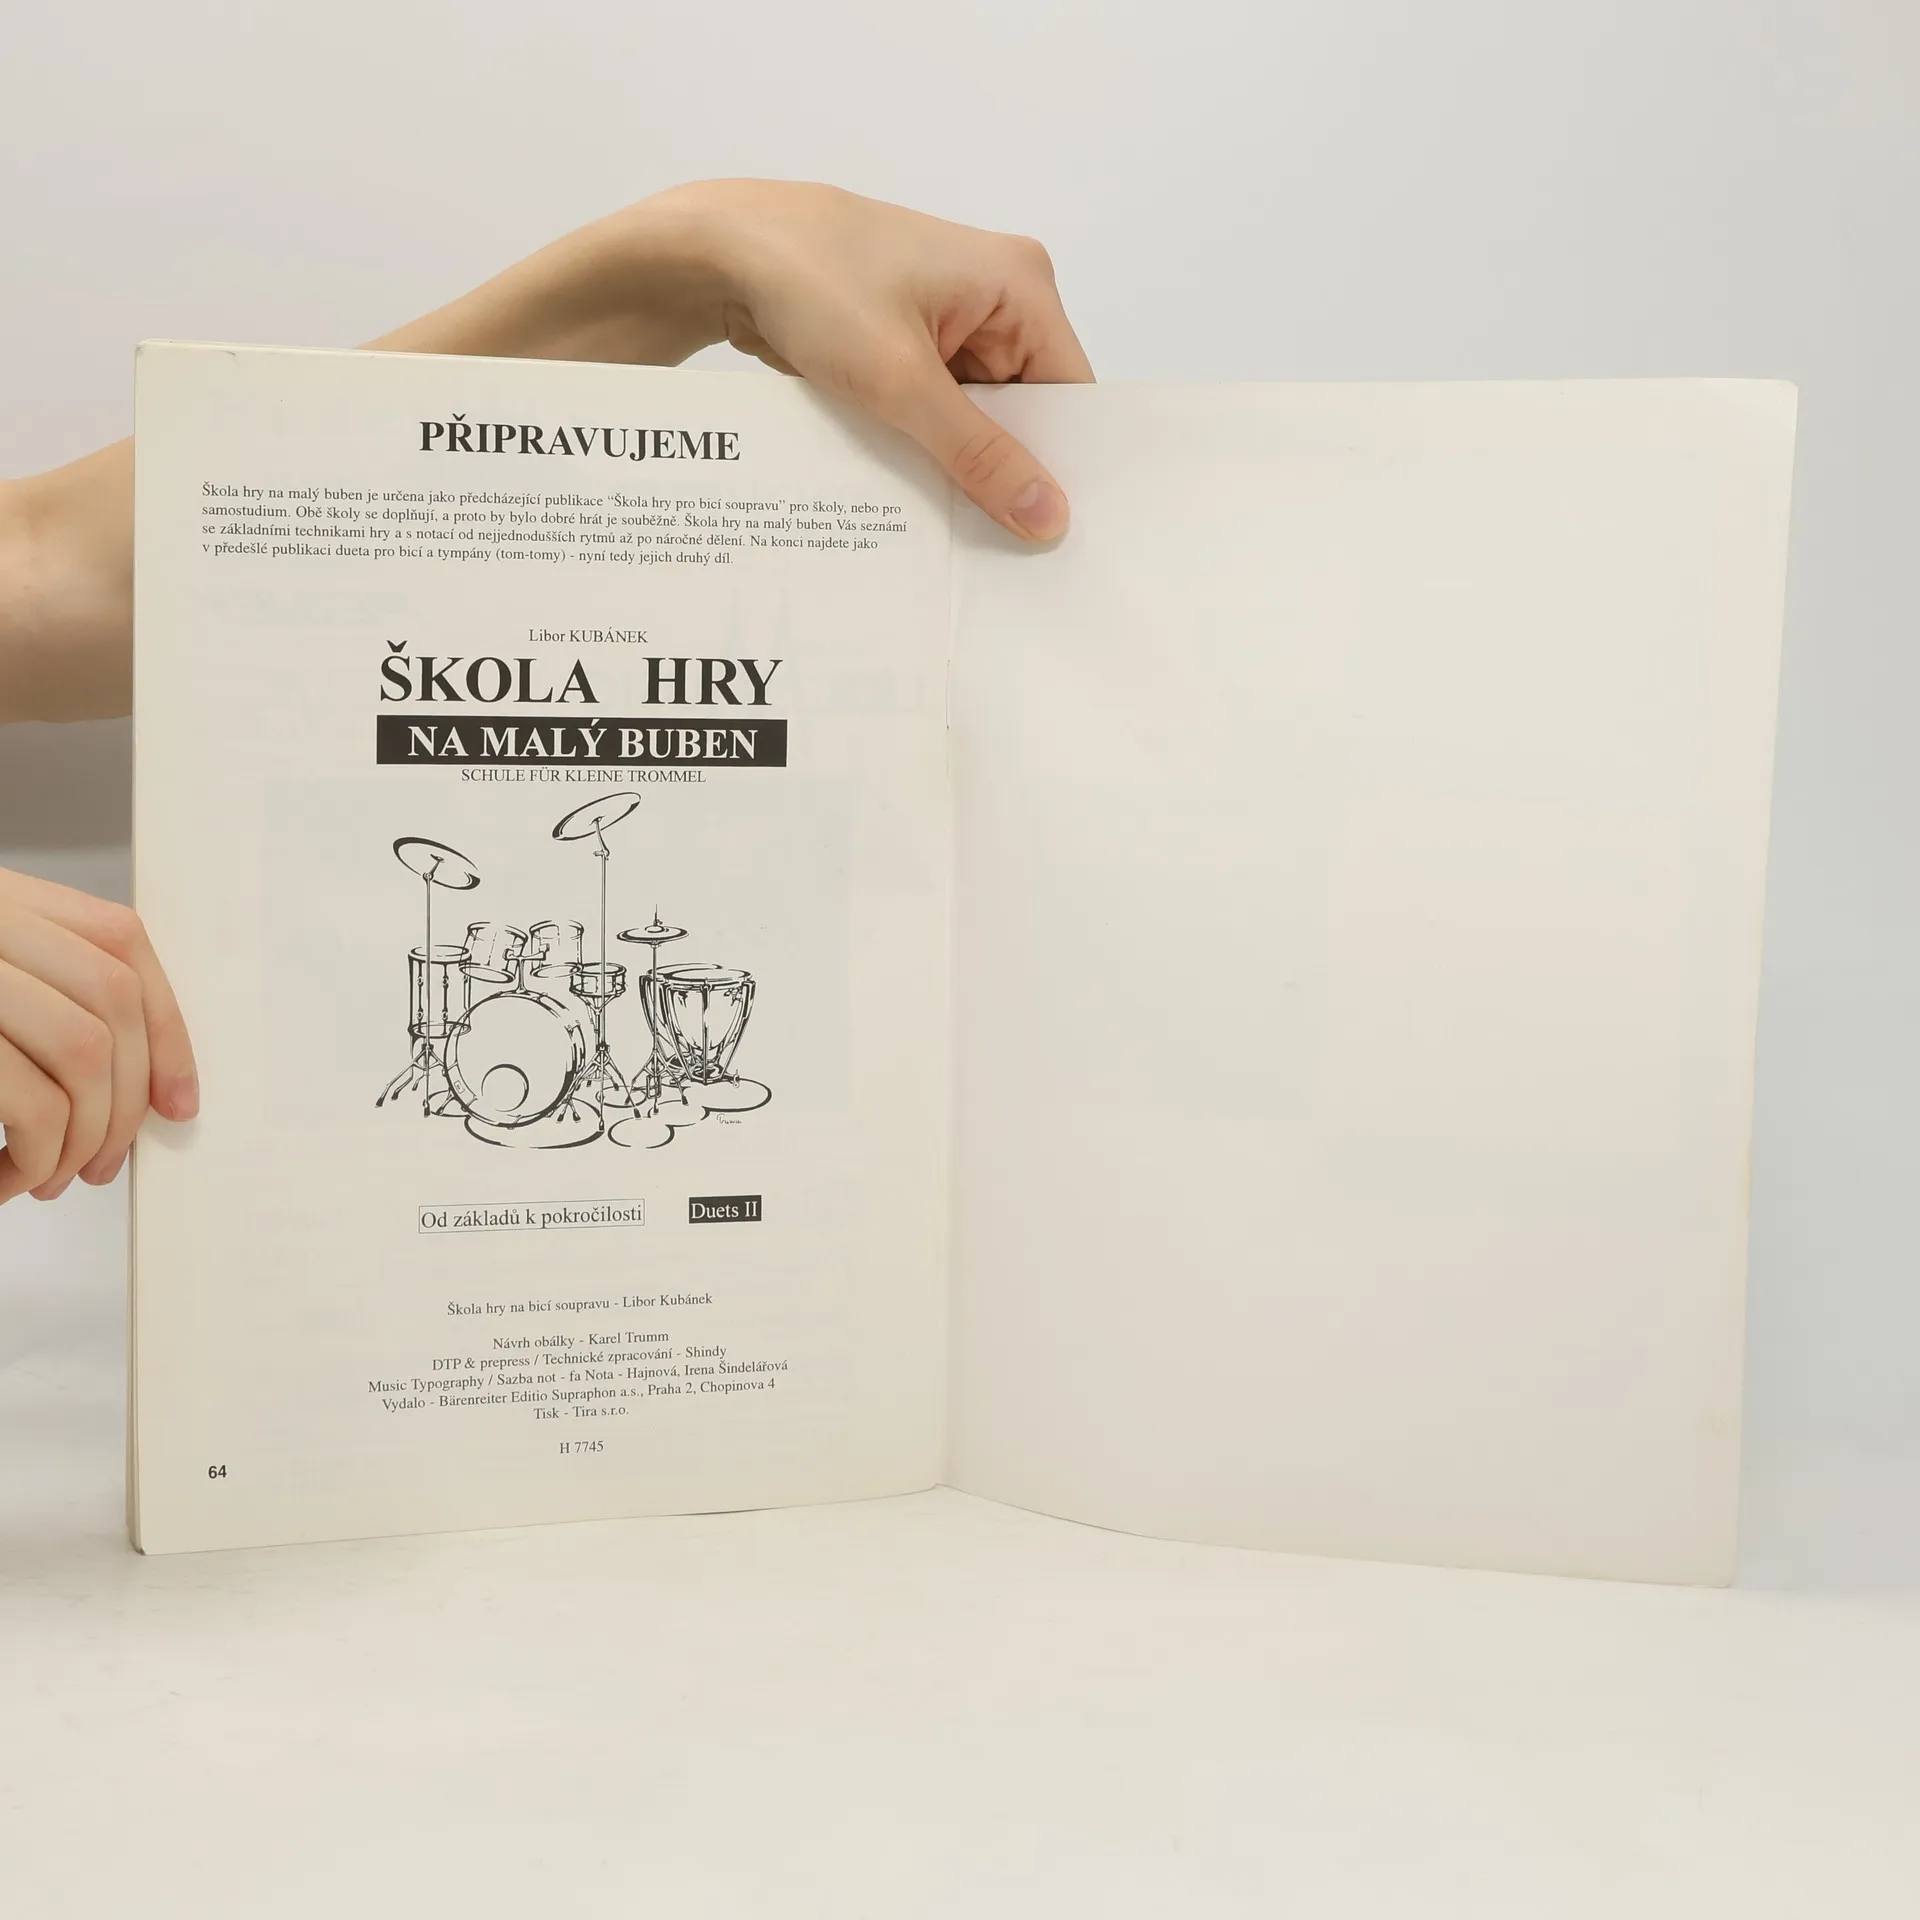 PŘIPRAVUJEME
Škola hry na malý buben je určena jako předcházející publikace “Škola hry pro bicí soupravu” pro školy, nebo pro
samostudium. Obě školy se doplňují, a proto by bylo dobré hrát je souběžně. Škola hry na malý buben Vás seznámí
se základními technikami hry a s notací od nejjednodušších rytmů až po náročné dělení. Na konci najdete jako
v předešlé publikaci dueta pro bicí a tympány (tom-tomy) - nyní tedy jejich druhý díl.
Libor KUBÁNEK
ŠKOLA HRY
NA MALÝ BUBEN
SCHULE FÜR KLEINE TROMMEL
Trumm
Od základů k pokročilosti Duets II
Škola hry na bicí soupravu - Libor Kubánek
Návrh obálky - Karel Trumm
DTP & prepress / Technické zpracování - Shindy
Music Typography / Sazba not - fa Nota - Hajnová, Irena Šindelářová
Vydalo - Bärenreiter Editio Supraphon a.s., Praha 2, Chopinova 4
Tisk - Tira s.r.o.
H 7745
64